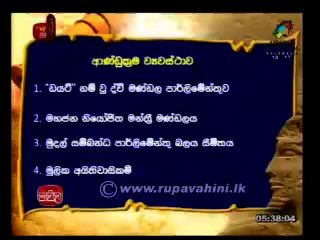 ආණ්ඩුක්‍රම ව්‍යවස්ථාව
1. "ඩයට්" නම් වූ ද්වි මණ්ඩල පාර්ලිමේන්තුව
2. මහජන නියෝජිත මන්ත්‍රී මණ්ඩලය
3. මුදල් සම්බන්ධ පාර්ලිමේන්තු බලය සීමිතය
4. මූලික අයිතිවාසිකම්
©www.rupavahini.lk
05:38:04